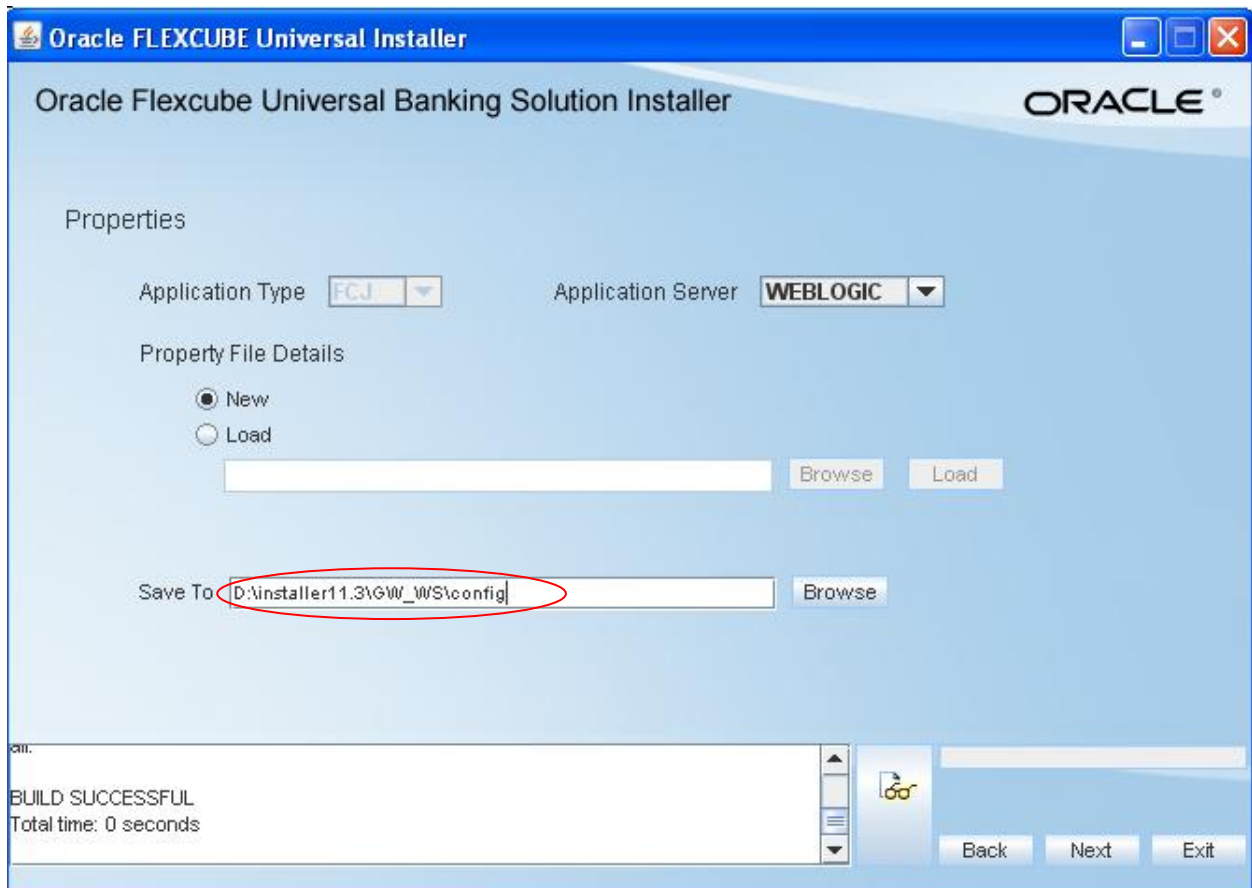 Oracle FLEXCUBE Universal Installer
Oracle Flexcube Universal Banking Solution Installer
ORACLE®
Properties
Application Type FCJ Application Server WEBLOGIC
Property File Details
New
Load
Browse Load
Save To D:\installer11.3\GW_WS\config Browse
all:
BUILD SUCCESSFUL
Total time: 0 seconds
Back Next Exit